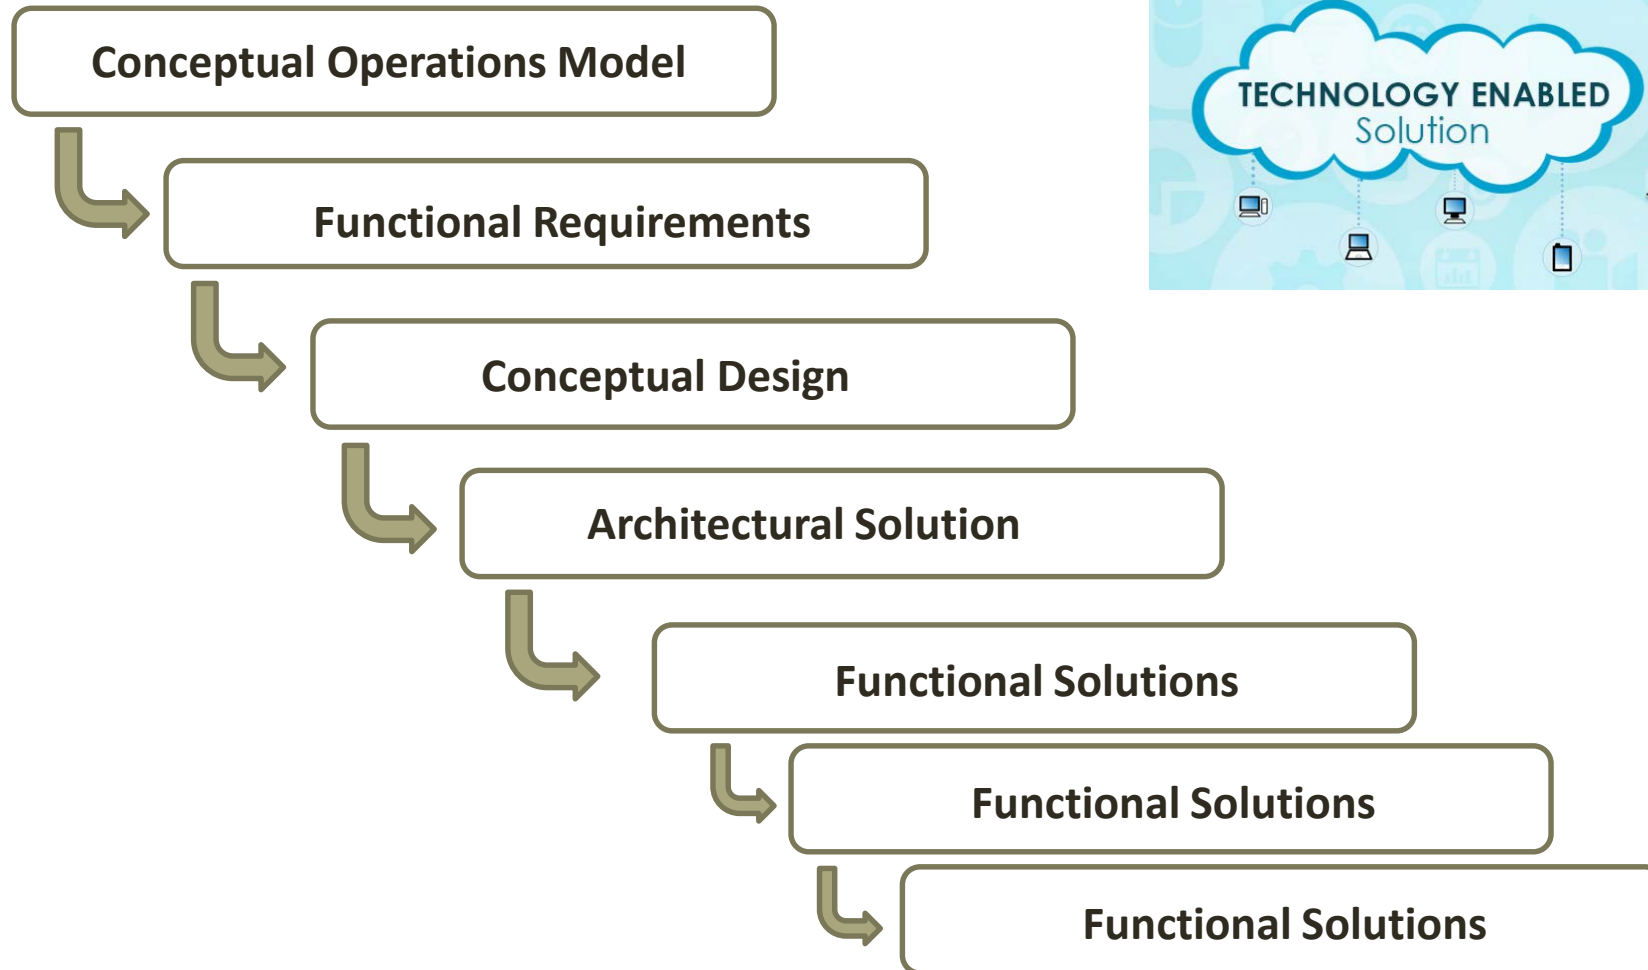 Conceptual Operations Model
TECHNOLOGY ENABLED
Solution
Functional Requirements
Conceptual Design
Architectural Solution
Functional Solutions
Functional Solutions
Functional Solutions